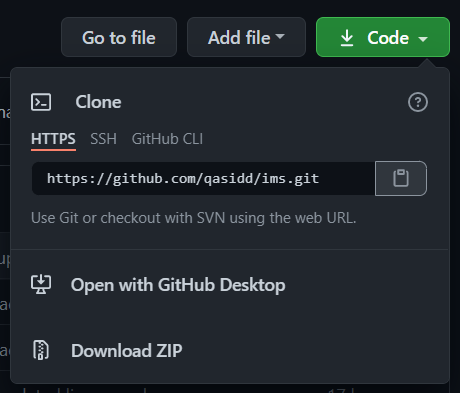 Go to file
Add file
Code
Clone
HTTPS
SSH
GitHub CLI
https://github.com/qasidd/ims.git
Use Git or checkout with SVN using the web URL.
Open with GitHub Desktop
Download ZIP